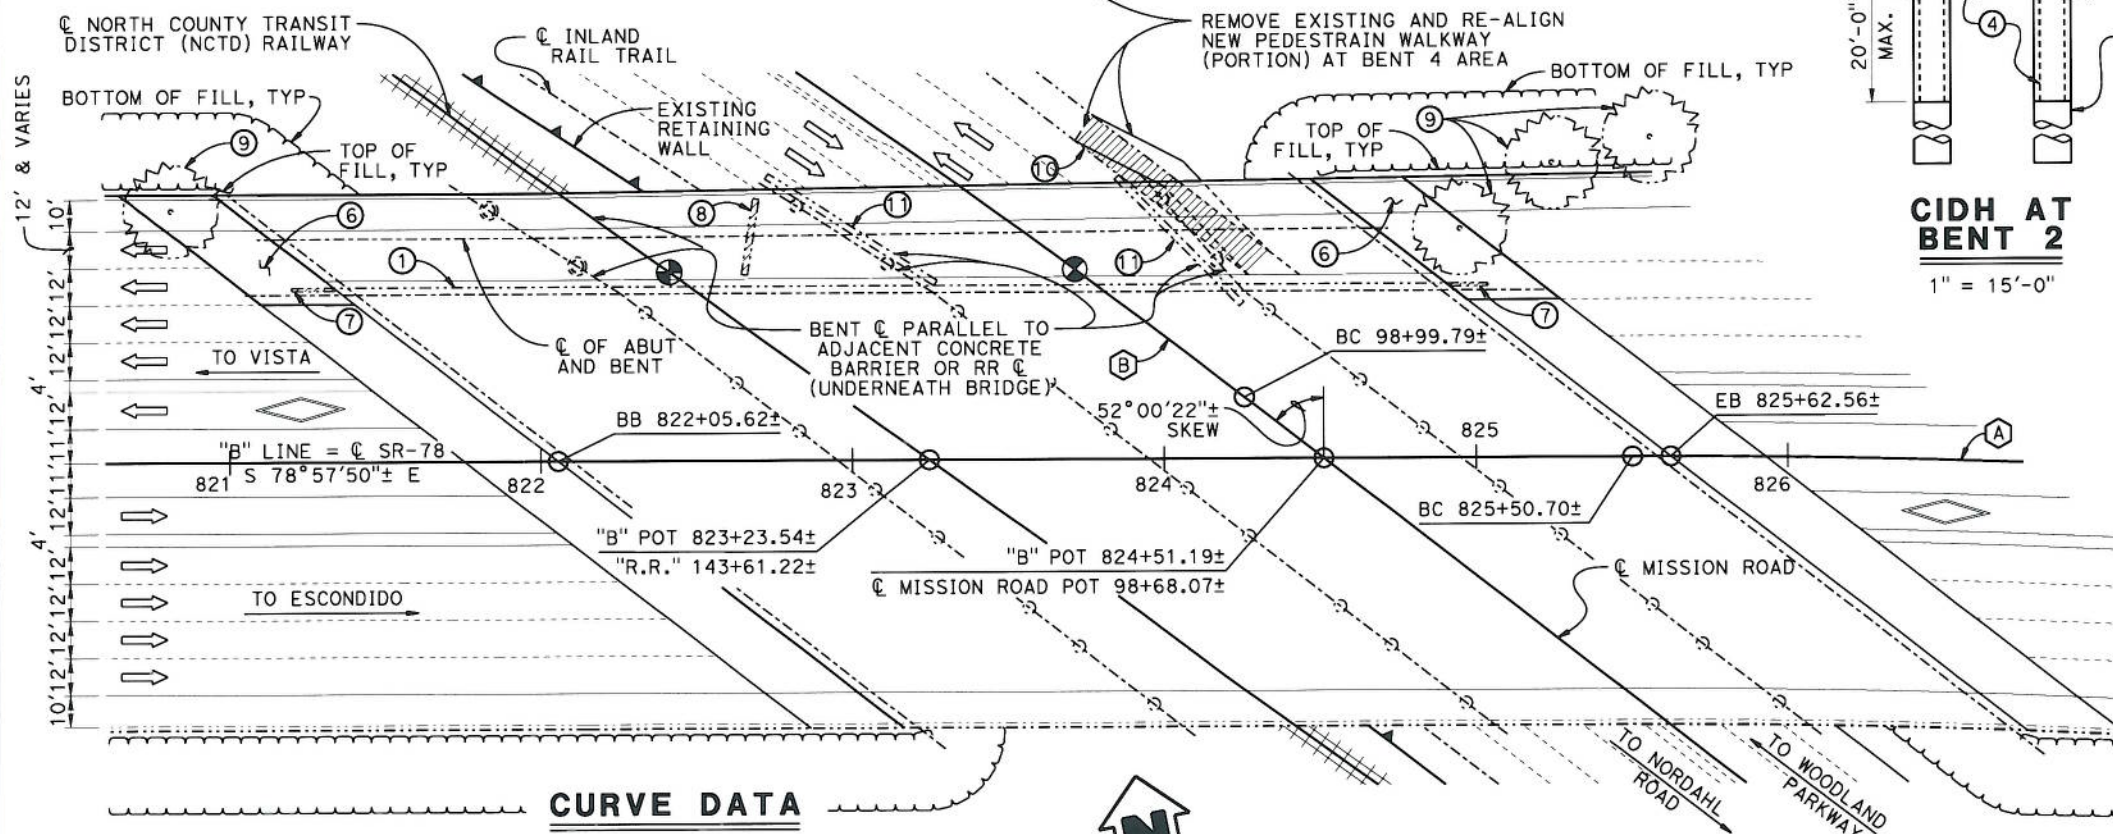 ℄ NORTH COUNTY TRANSIT
DISTRICT (NCTD) RAILWAY
℄ INLAND
RAIL TRAIL
REMOVE EXISTING AND RE-ALIGN
NEW PEDESTRAIN WALKWAY
(PORTION) AT BENT 4 AREA
20'-0"
MAX.
4
BOTTOM OF FILL, TYP
BOTTOM OF FILL, TYP
EXISTING
RETAINING
WALL
9
TOP OF
FILL, TYP
TOP OF
FILL, TYP
9
10
12' & VARIES
10'
6
8
11
11
6
CIDH AT
BENT 2
1" = 15'-0"
1
7
7
12'
12'
12'
12'
4'
12'
11'
11'
12'
4'
12'
12'
12'
12'
10'
℄ OF ABUT
AND BENT
BENT ℄ PARALLEL TO
ADJACENT CONCRETE
BARRIER OR RR ℄
(UNDERNEATH BRIDGE)
B
BC 98+99.79±
TO VISTA
BB 822+05.62±
52°00'22"±
SKEW
EB 825+62.56±
A
"B" LINE = ℄ SR-78
S 78°57'50"± E
821
822
823
824
825
826
"B" POT 823+23.54±
"R.R." 143+61.22±
"B" POT 824+51.19±
℄ MISSION ROAD POT 98+68.07±
BC 825+50.70±
℄ MISSION ROAD
TO ESCONDIDO
TO NORDAHL
ROAD
TO WOODLAND
PARKWAY
CURVE DATA
N